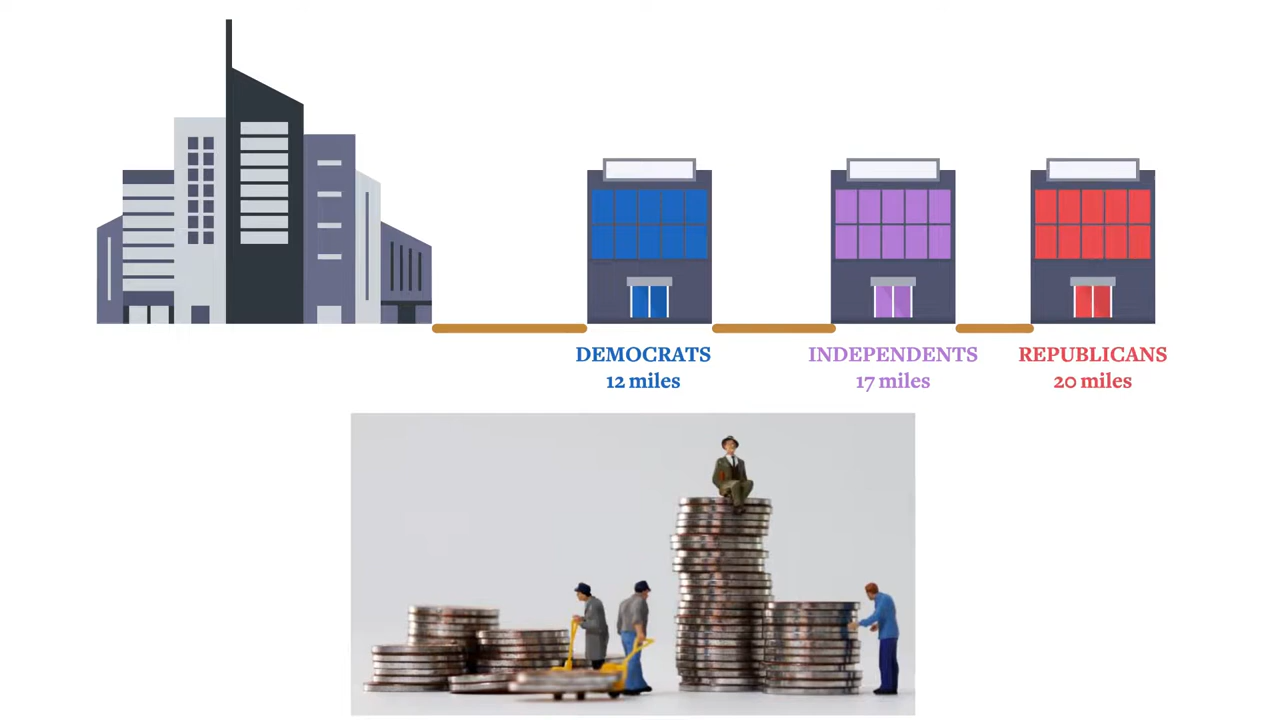 DEMOCRATS
12 miles
INDEPENDENTS
17 miles
REPUBLICANS
20 miles